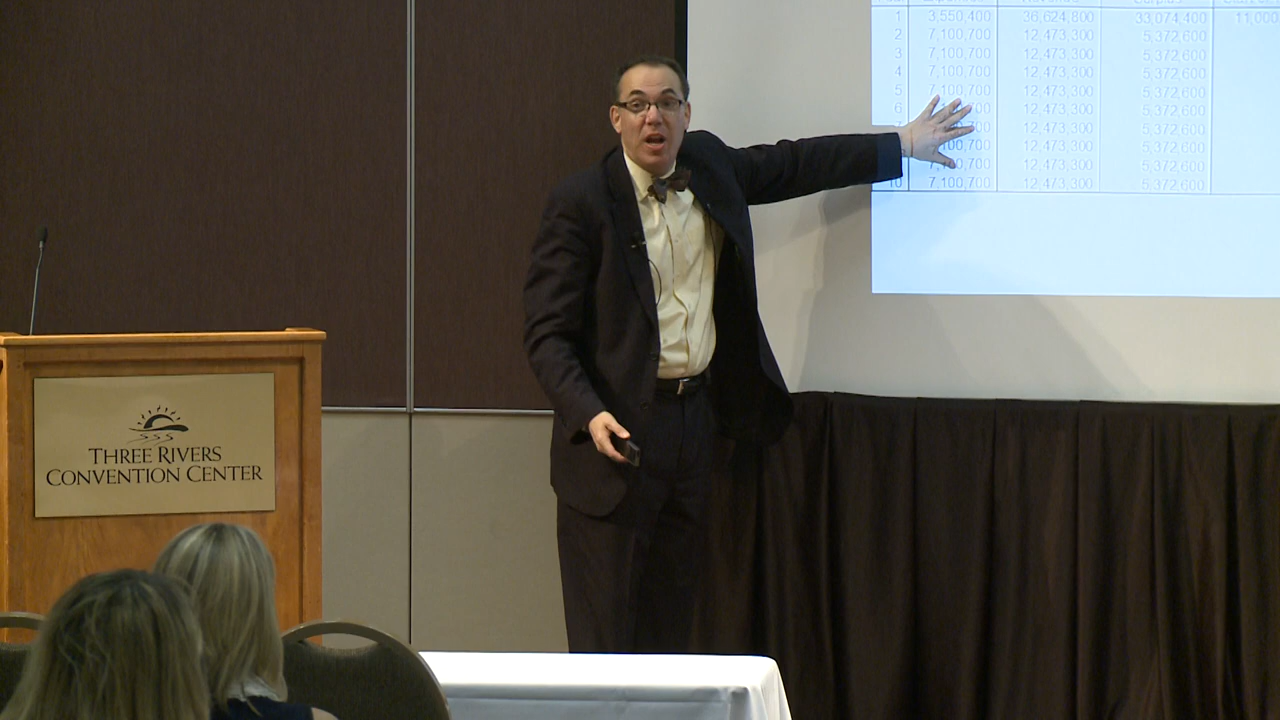 THREE RIVERS
CONVENTION CENTER
1 3,550,400 36,624,800 33,074,400 11,000
2 7,100,700 12,473,300 5,372,600
3 7,100,700 12,473,300 5,372,600
4 7,100,700 12,473,300 5,372,600
5 7,100,700 12,473,300 5,372,600
6 12,473,300 5,372,600
12,473,300 5,372,600
12,473,300 5,372,600
12,473,300 5,372,600
10 7,100,700 12,473,300 5,372,600